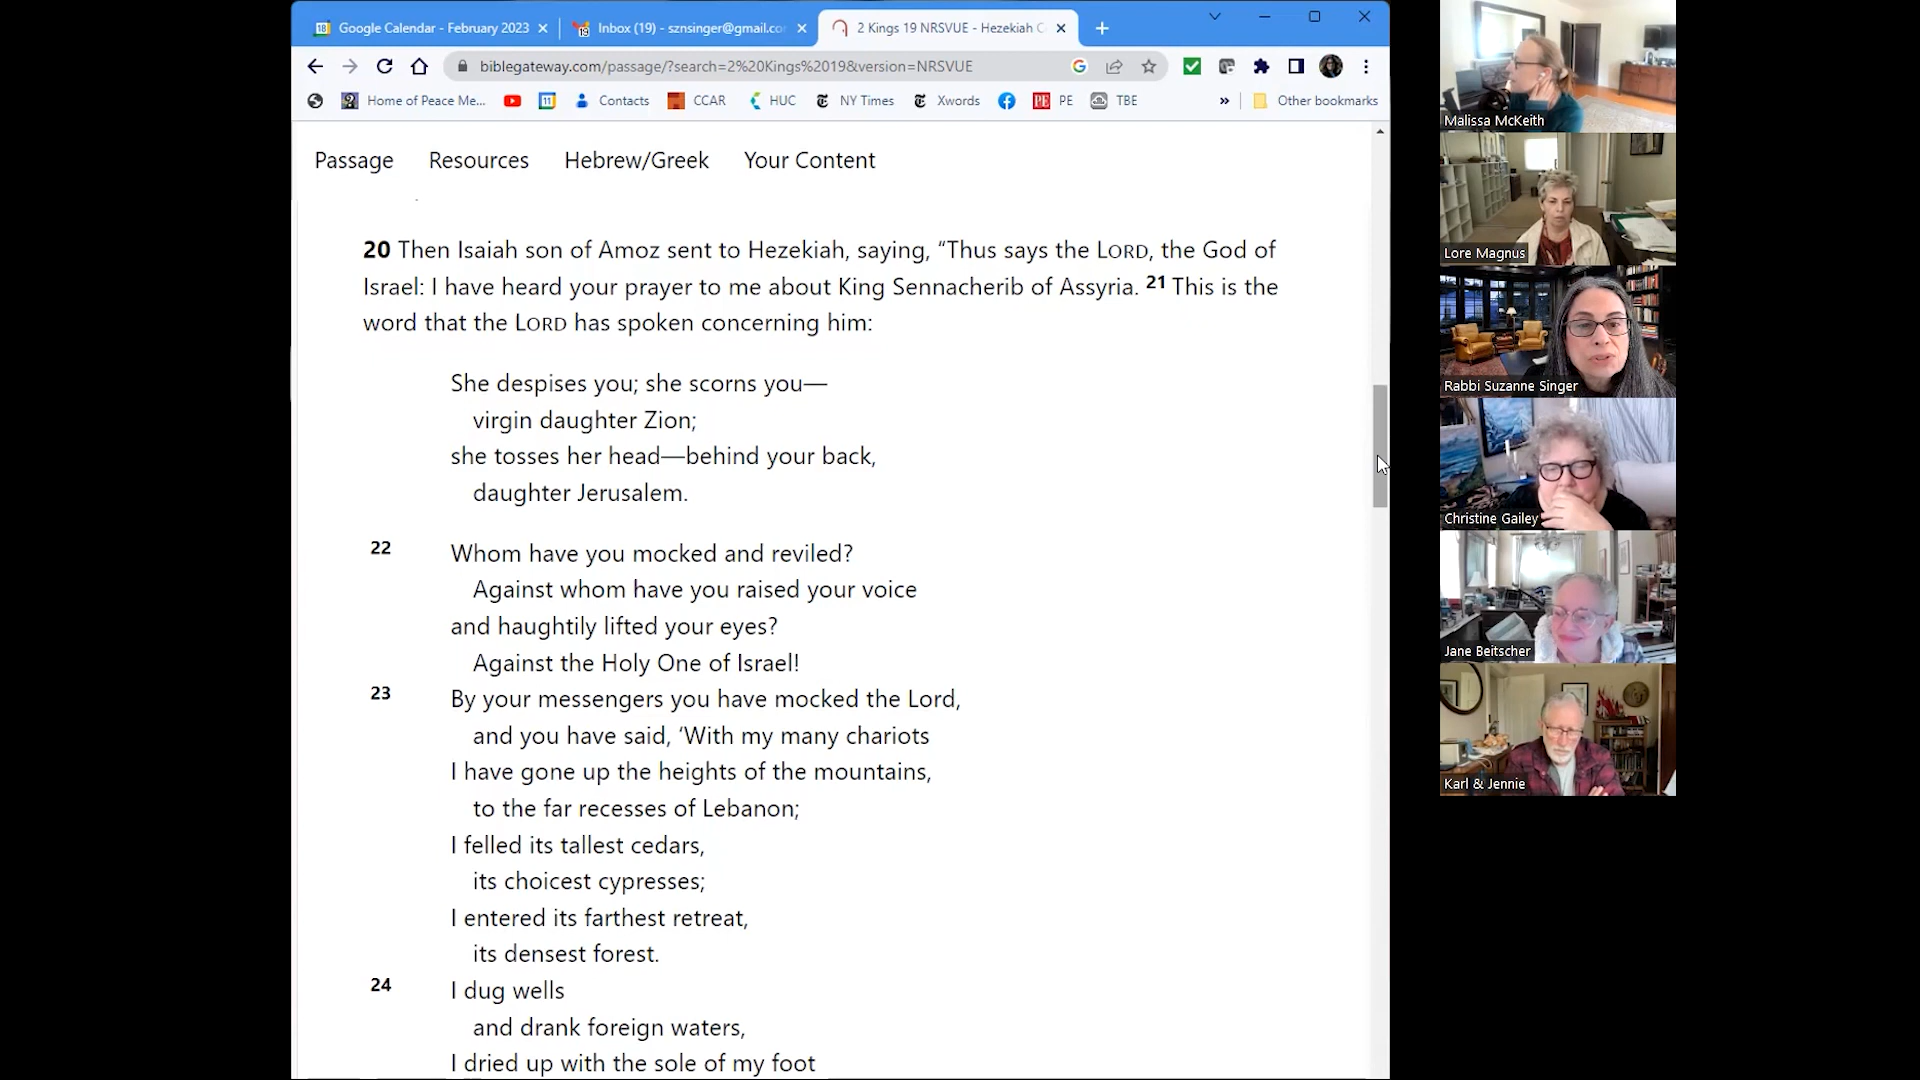 Google Calendar - February 2023
Inbox (19) - sznsinger@gmail.co
2 Kings 19 NRSVUE - Hezekiah C
biblegateway.com/passage/?search=2%20Kings%2019&version=NRSVUE
Home of Peace Me... Contacts CCAR HUC NY Times Xwords PE TBE » Other bookmarks
Passage Resources Hebrew/Greek Your Content
20 Then Isaiah son of Amoz sent to Hezekiah, saying, “Thus says the LORD, the God of
Israel: I have heard your prayer to me about King Sennacherib of Assyria. 21 This is the
word that the LORD has spoken concerning him:
She despises you; she scorns you—
virgin daughter Zion;
she tosses her head—behind your back,
daughter Jerusalem.
22 Whom have you mocked and reviled?
Against whom have you raised your voice
and haughtily lifted your eyes?
Against the Holy One of Israel!
23 By your messengers you have mocked the Lord,
and you have said, ‘With my many chariots
I have gone up the heights of the mountains,
to the far recesses of Lebanon;
I felled its tallest cedars,
its choicest cypresses;
I entered its farthest retreat,
its densest forest.
24 I dug wells
and drank foreign waters,
I dried up with the sole of my foot
Malissa McKeith
Lore Magnus
Rabbi Suzanne Singer
Christine Gailey
Jane Beitscher
Karl & Jennie